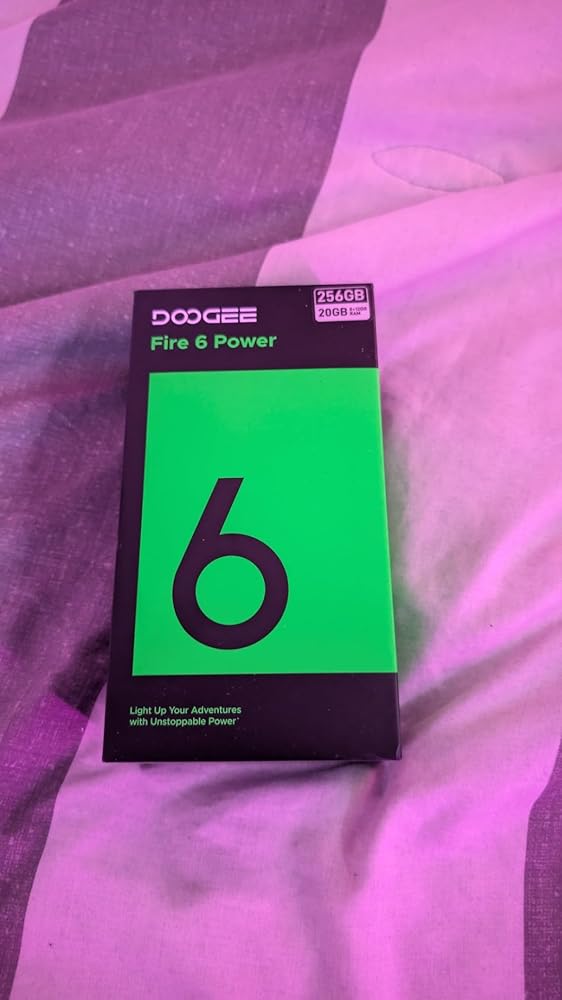 DOOGEE
256GB
20GB 8+12GB RAM
Fire 6 Power
6
Light Up Your Adventures
with Unstoppable Power*